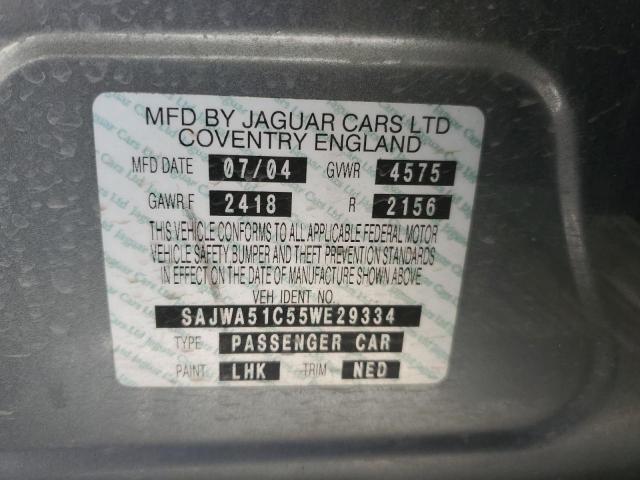 MFD BY JAGUAR CARS LTD
COVENTRY ENGLAND
MFD DATE 07/04 GVWR 4575
GAWR.F 2418 R 2156
THIS VEHICLE CONFORMS TO ALL APPLICABLE FEDERAL MOTOR
VEHICLE SAFETY BUMPER AND THEFT PREVENTION STANDARDS
IN EFFECT ON THE DATE OF MANUFACTURE SHOWN ABOVE
VEH IDENT NO.
SAJWA51C55WE29334
TYPE PASSENGER CAR
PAINT LHK TRIM NED